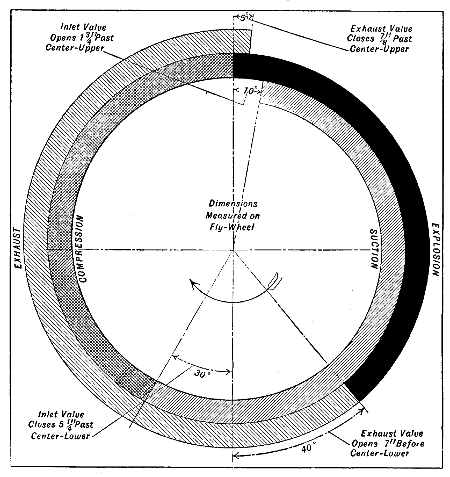 5°
Inlet Valve
Opens 1 3/4" Past
Center-Upper
Exhaust Valve
Closes 7/8" Past
Center-Upper
10°
Dimensions
Measured on
Fly-Wheel
EXHAUST
COMPRESSION
SUCTION
EXPLOSION
30°
Inlet Valve
Closes 5 1/4" Past
Center-Lower
40°
Exhaust Valve
Opens 7" Before
Center-Lower